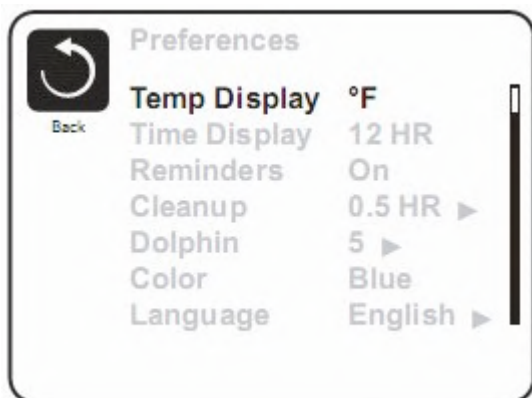 Preferences
Back
Temp Display °F
Time Display 12 HR
Reminders On
Cleanup 0.5 HR ▶
Dolphin 5 ▶
Color Blue
Language English ▶